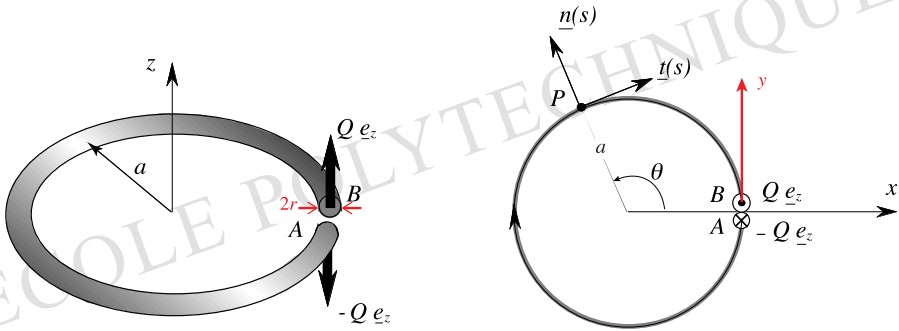 ECOLE POLYTECHNIQUE
z
Q e_z
a
2r
B
A
-Q e_z
n(s)
t(s)
P
y
a
θ
B Q e_z
x
A - Q e_z